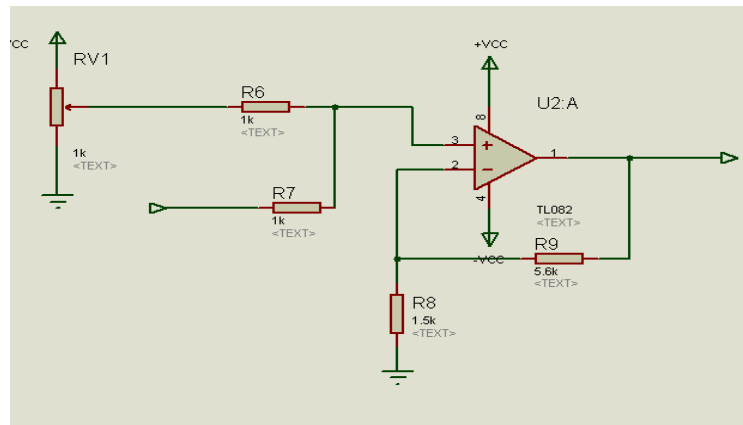 VCC
RV1
1k
<TEXT>
R6
1k
<TEXT>
R7
1k
<TEXT>
+VCC
U2:A
8
3
2
1
4
TL082
<TEXT>
-VCC
R9
5.6k
<TEXT>
R8
1.5k
<TEXT>